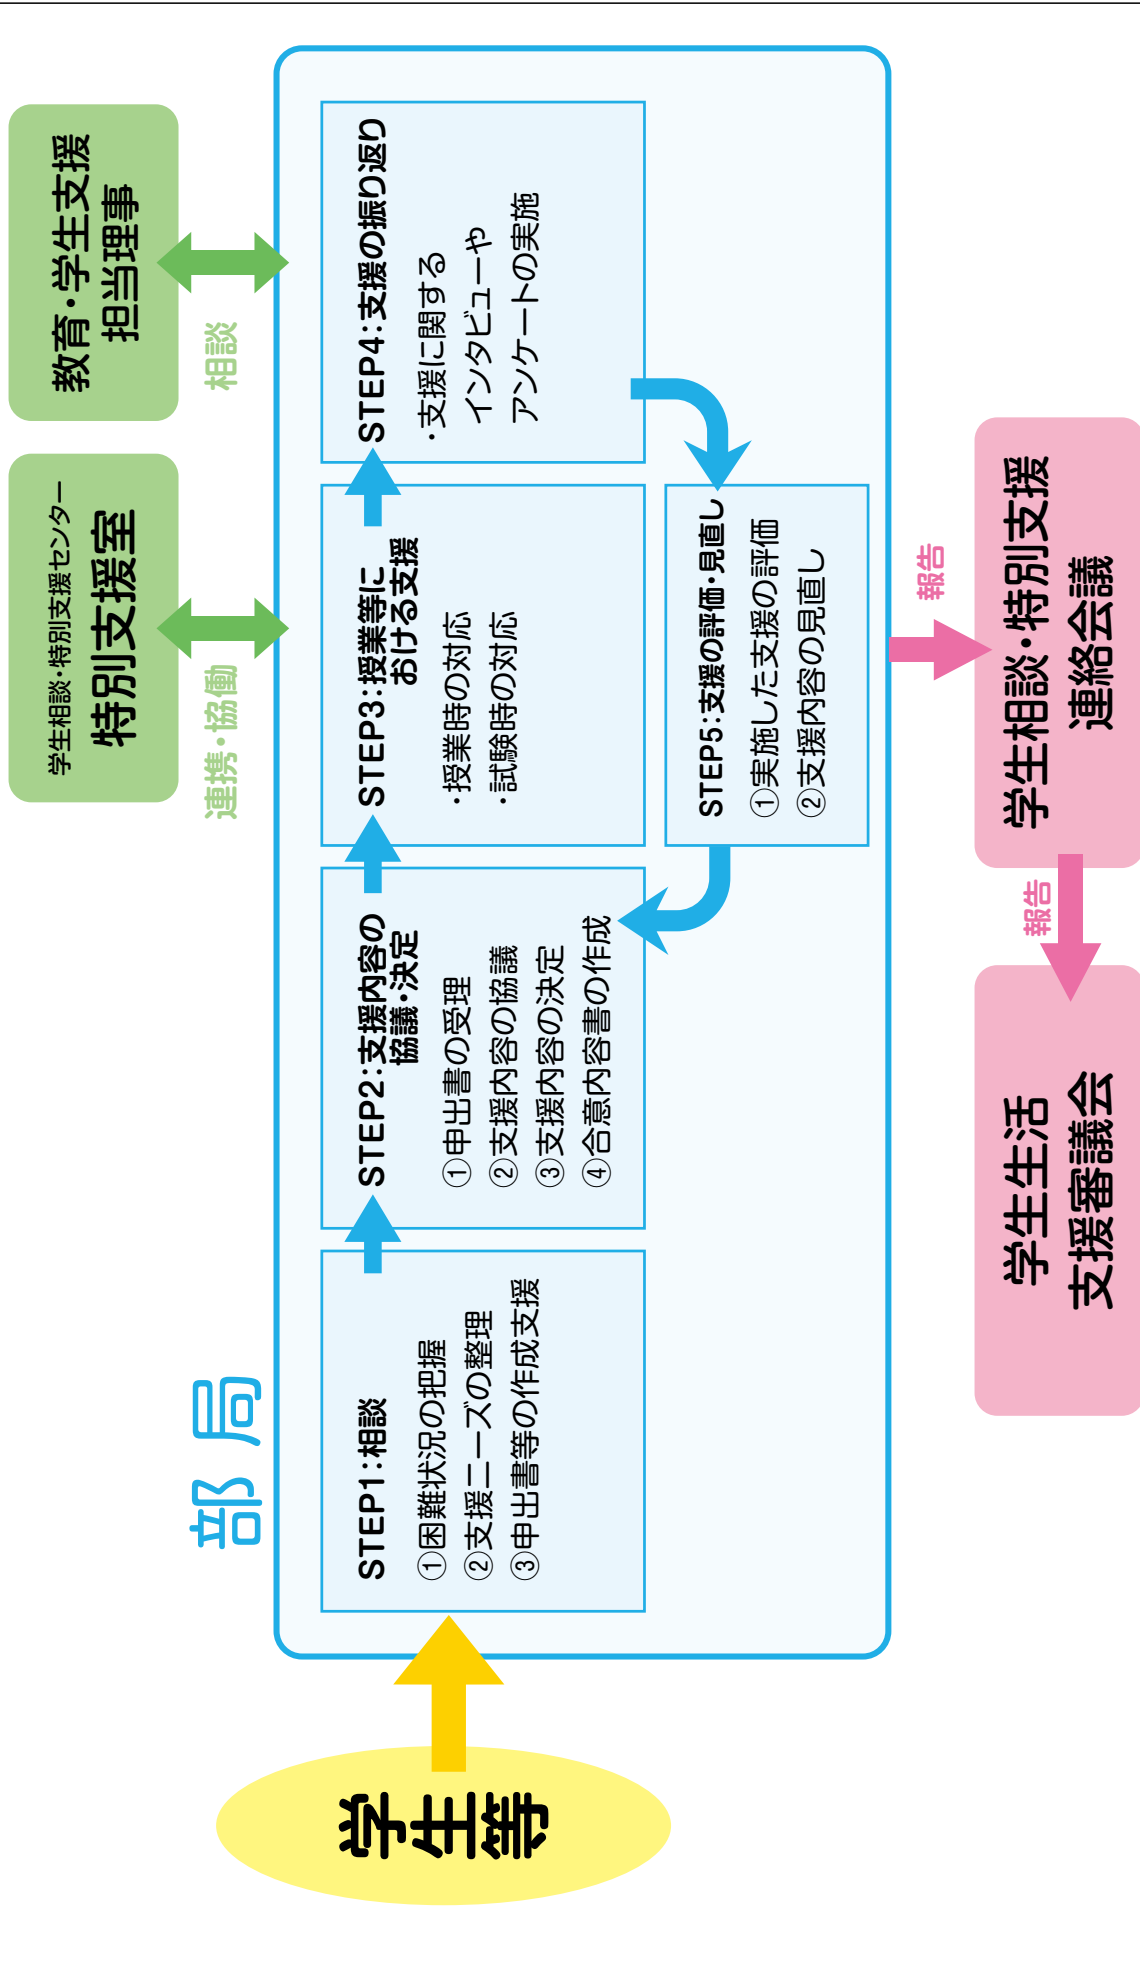 学生相談・特別支援センター
特別支援室
教育・学生支援
担当理事
連携・協働
相談
部局
学生等
STEP1：相談
①困難状況の把握
②支援ニーズの整理
③申出書等の作成支援
STEP2：支援内容の
協議・決定
①申出書の受理
②支援内容の協議
③支援内容の決定
④合意内容書の作成
STEP3：授業等に
おける支援
・授業時の対応
・試験時の対応
STEP4：支援の振り返り
・支援に関する
インタビューや
アンケートの実施
STEP5：支援の評価・見直し
①実施した支援の評価
②支援内容の見直し
報告
学生相談・特別支援
連絡会議
報告
学生生活
支援審議会